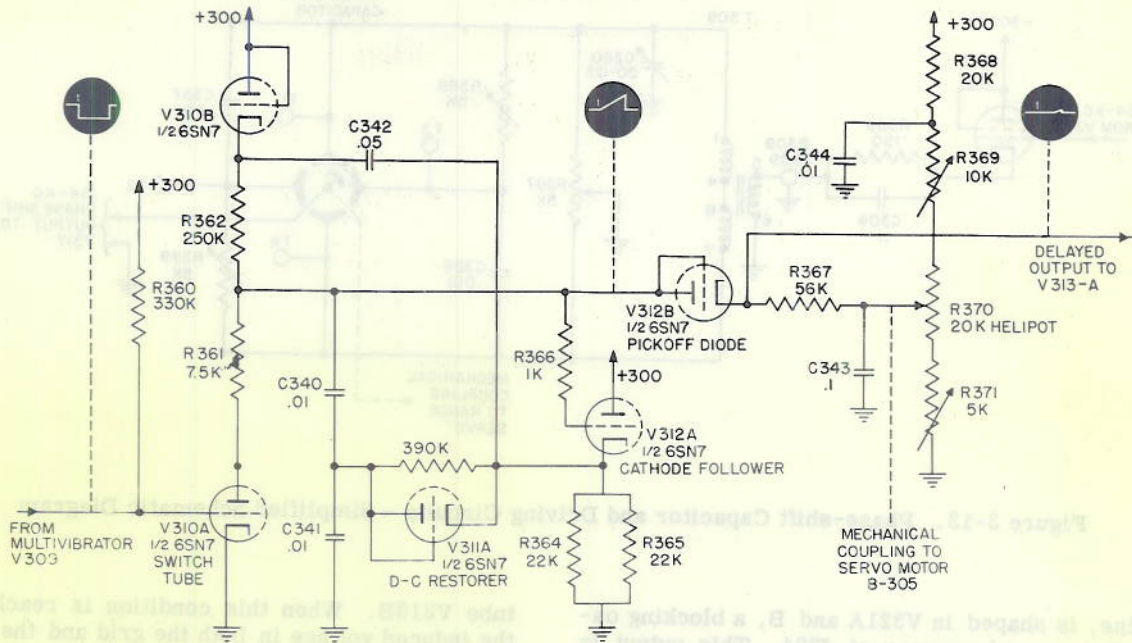 +300
V310B
1/2 6SN7
C342
.05
+300
R362
250K
R360
330K
R361
7.5K
C340
.01
FROM
MULTIVIBRATOR
V309
V310A
1/2 6SN7
SWITCH
TUBE
C341
.01
390K
V311A
1/2 6SN7
D-C RESTORER
R366
1K
V312B
1/2 6SN7
PICKOFF DIODE
+300
V312A
1/2 6SN7
CATHODE FOLLOWER
R364
22K
R365
22K
R367
56K
C343
.1
MECHANICAL
COUPLING TO
SERVO MOTOR
B-305
+300
R368
20K
C344
.01
R369
10K
DELAYED
OUTPUT TO
V313-A
R370
20K HELIPOT
R371
5K